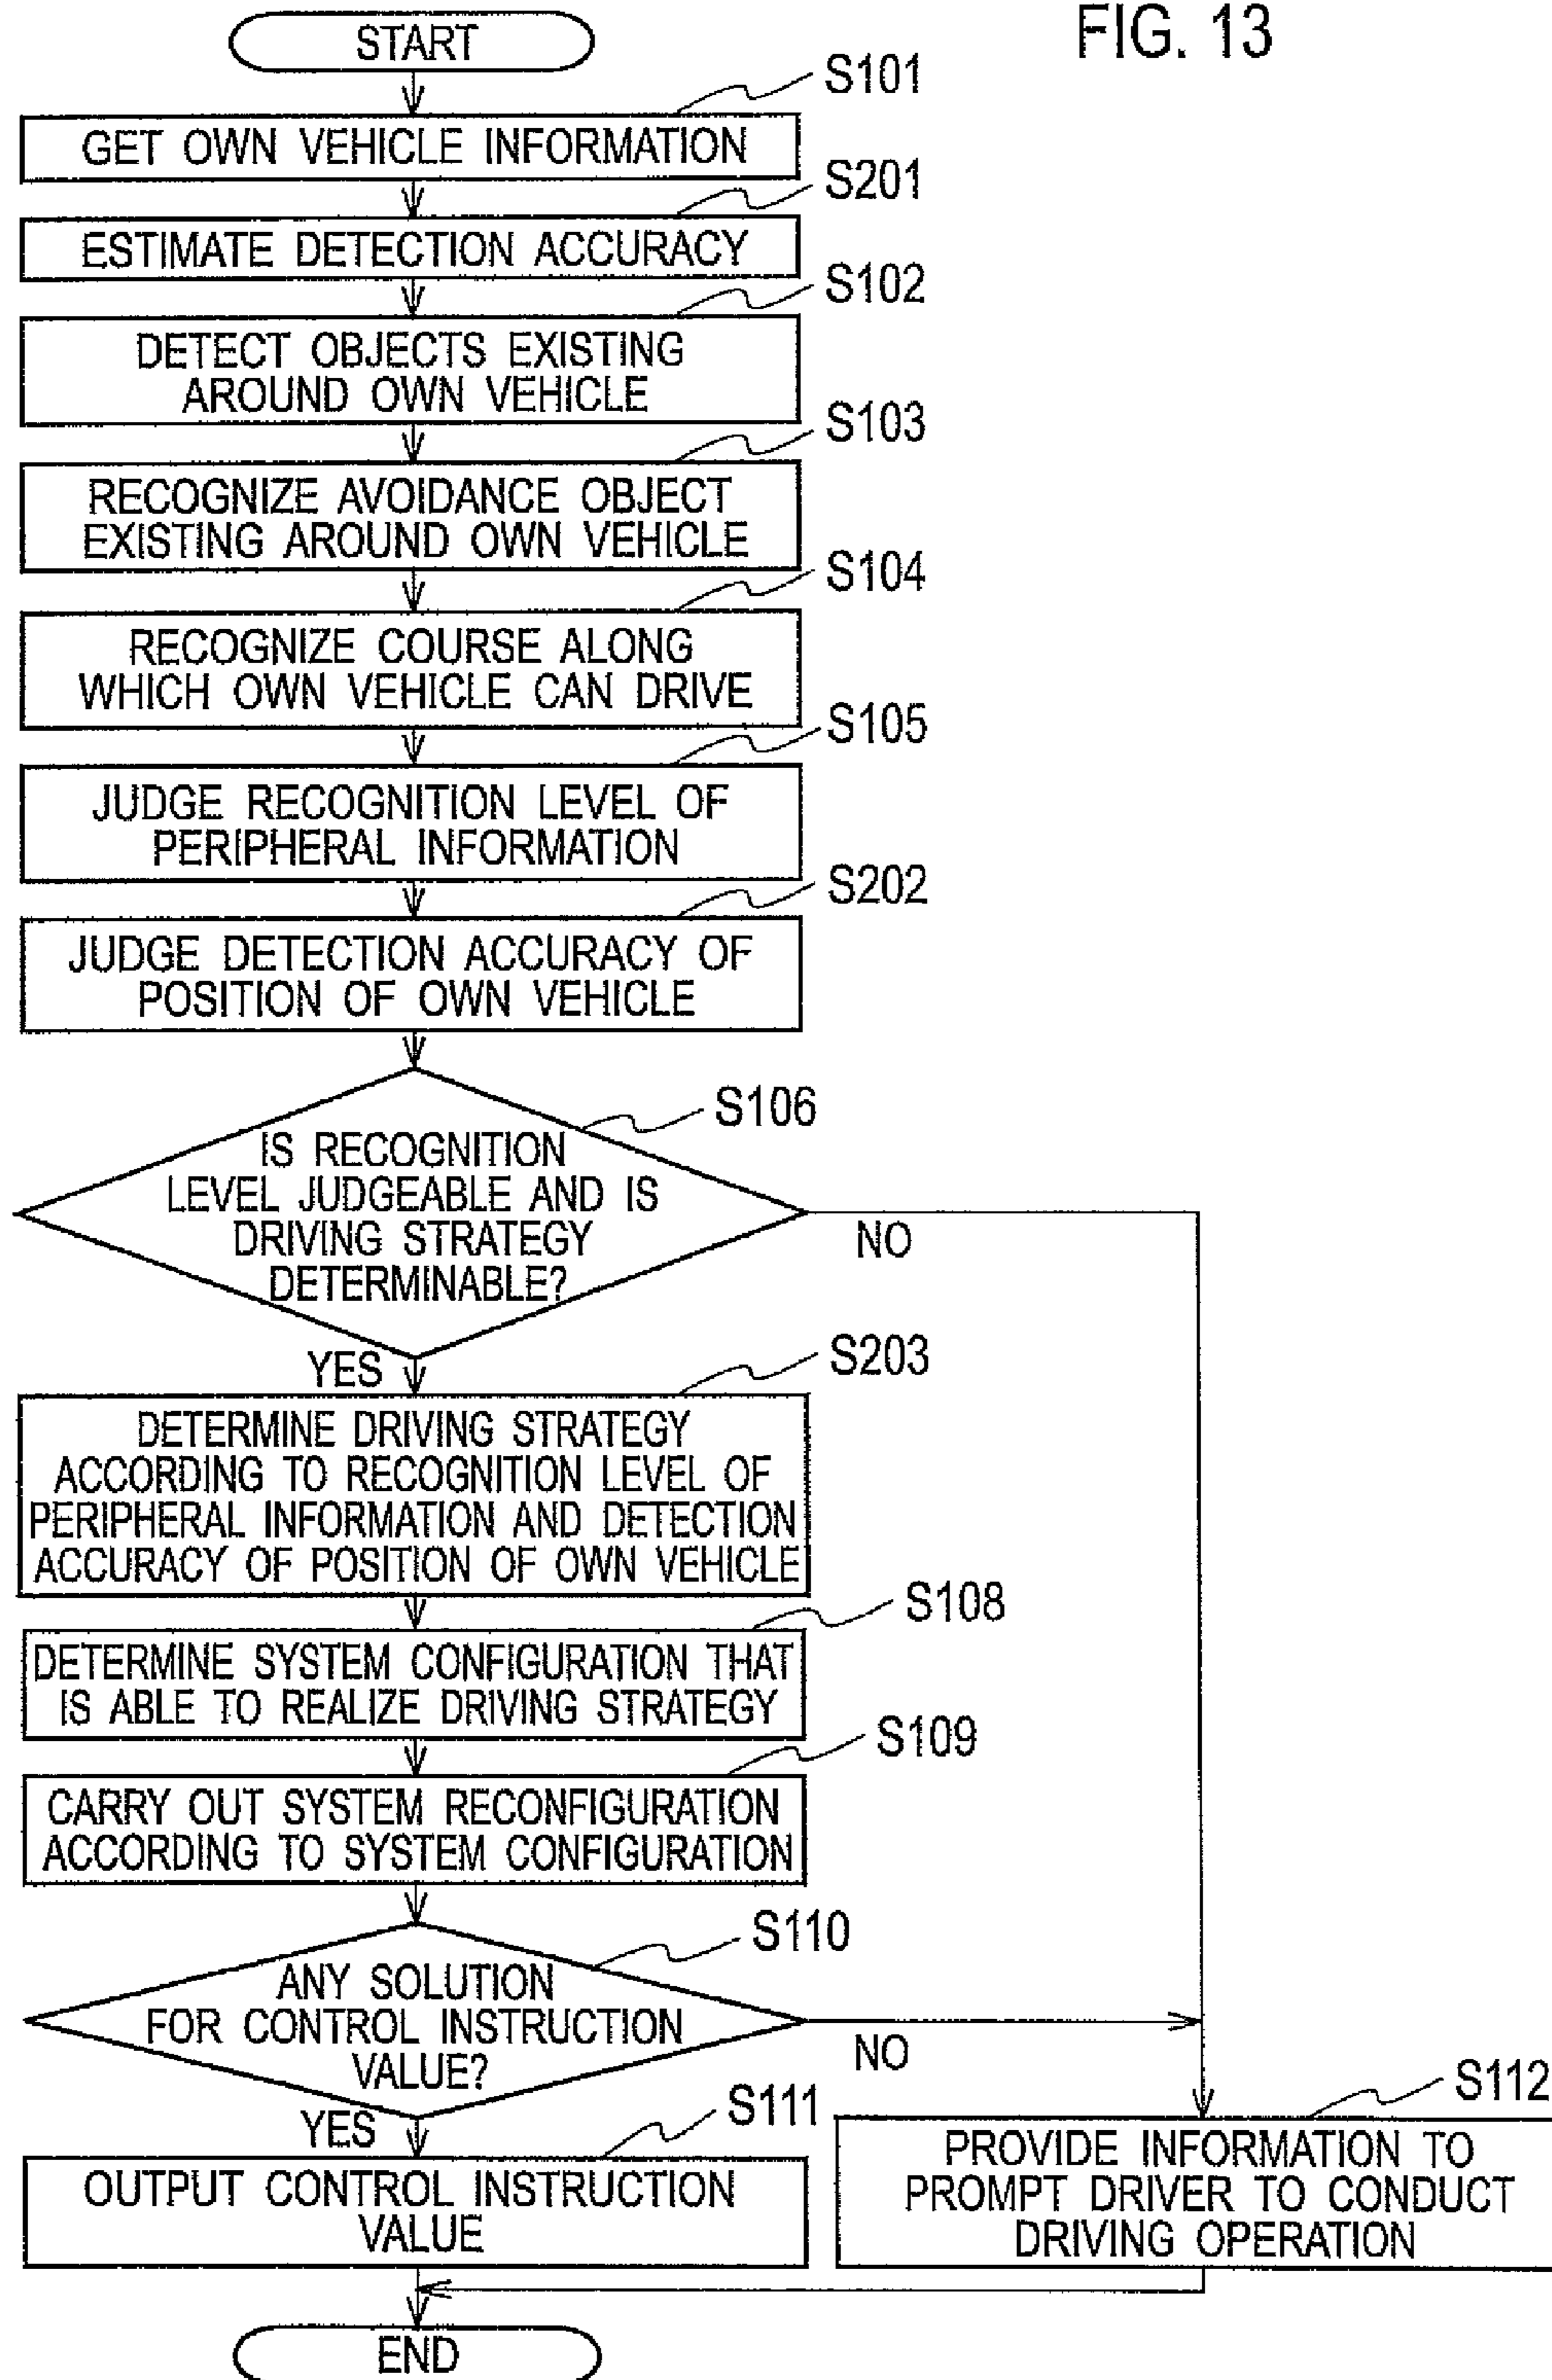 FIG. 13
START
S101
GET OWN VEHICLE INFORMATION
S201
ESTIMATE DETECTION ACCURACY
S102
DETECT OBJECTS EXISTING
AROUND OWN VEHICLE
S103
RECOGNIZE AVOIDANCE OBJECT
EXISTING AROUND OWN VEHICLE
S104
RECOGNIZE COURSE ALONG
WHICH OWN VEHICLE CAN DRIVE
S105
JUDGE RECOGNITION LEVEL OF
PERIPHERAL INFORMATION
S202
JUDGE DETECTION ACCURACY OF
POSITION OF OWN VEHICLE
S106
IS RECOGNITION
LEVEL JUDGEABLE AND IS
DRIVING STRATEGY
DETERMINABLE?
NO
YES
S203
DETERMINE DRIVING STRATEGY
ACCORDING TO RECOGNITION LEVEL OF
PERIPHERAL INFORMATION AND DETECTION
ACCURACY OF POSITION OF OWN VEHICLE
S108
DETERMINE SYSTEM CONFIGURATION THAT
IS ABLE TO REALIZE DRIVING STRATEGY
S109
CARRY OUT SYSTEM RECONFIGURATION
ACCORDING TO SYSTEM CONFIGURATION
S110
ANY SOLUTION
FOR CONTROL INSTRUCTION
VALUE?
NO
YES
S111
OUTPUT CONTROL INSTRUCTION
VALUE
S112
PROVIDE INFORMATION TO
PROMPT DRIVER TO CONDUCT
DRIVING OPERATION
END